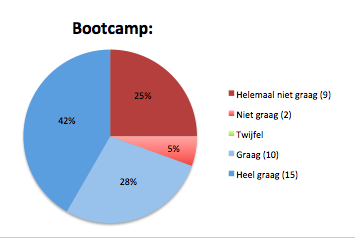 Bootcamp:
25%
5%
28%
42%
Helemaal niet graag (9)
Niet graag (2)
Twijfel
Graag (10)
Heel graag (15)